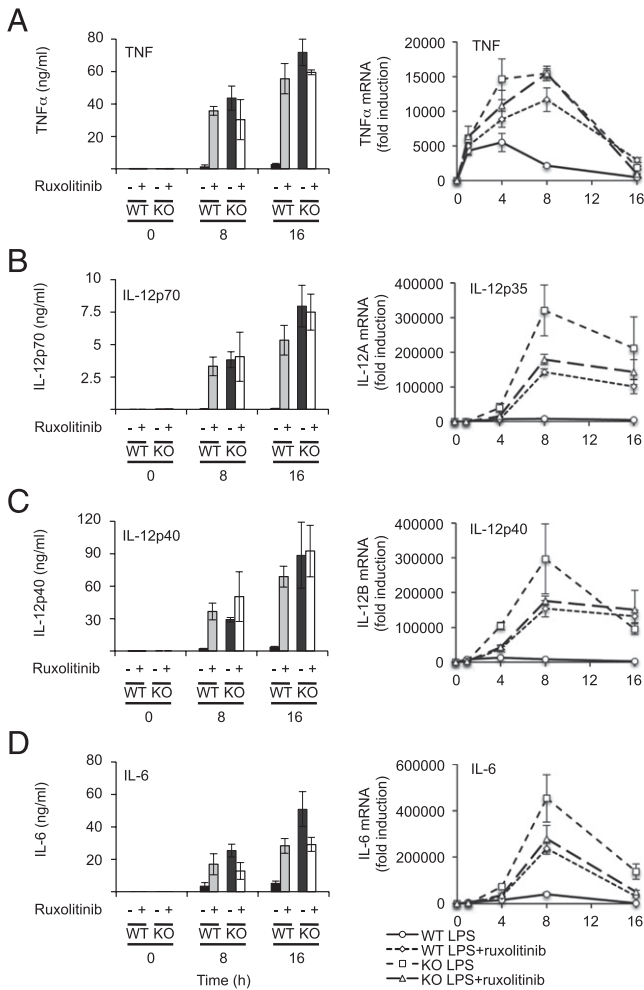 A
TNF
TNFα (ng/ml)
80
60
40
20
Ruxolitinib
- + - + - + - + - + - +
WT KO WT KO WT KO
0 8 16
TNF
TNFα mRNA
(fold induction)
20000
15000
10000
5000
0
0 4 8 12 16
B
IL-12p70
IL-12p70 (ng/ml)
10
7.5
5
2.5
Ruxolitinib
- + - + - + - + - + - +
WT KO WT KO WT KO
0 8 16
IL-12p35
IL-12A mRNA
(fold induction)
400000
300000
200000
100000
0
0 4 8 12 16
C
IL-12p40
IL-12p40 (ng/ml)
120
90
60
30
Ruxolitinib
- + - + - + - + - + - +
WT KO WT KO WT KO
0 8 16
IL-12p40
IL-12B mRNA
(fold induction)
400000
300000
200000
100000
0
0 4 8 12 16
D
IL-6
IL-6 (ng/ml)
80
60
40
20
Ruxolitinib
- + - + - + - + - + - +
WT KO WT KO WT KO
0 8 16
Time (h)
IL-6
IL-6 mRNA
(fold induction)
600000
400000
200000
0
0 4 8 12 16
WT LPS
WT LPS+ruxolitinib
KO LPS
KO LPS+ruxolitinib